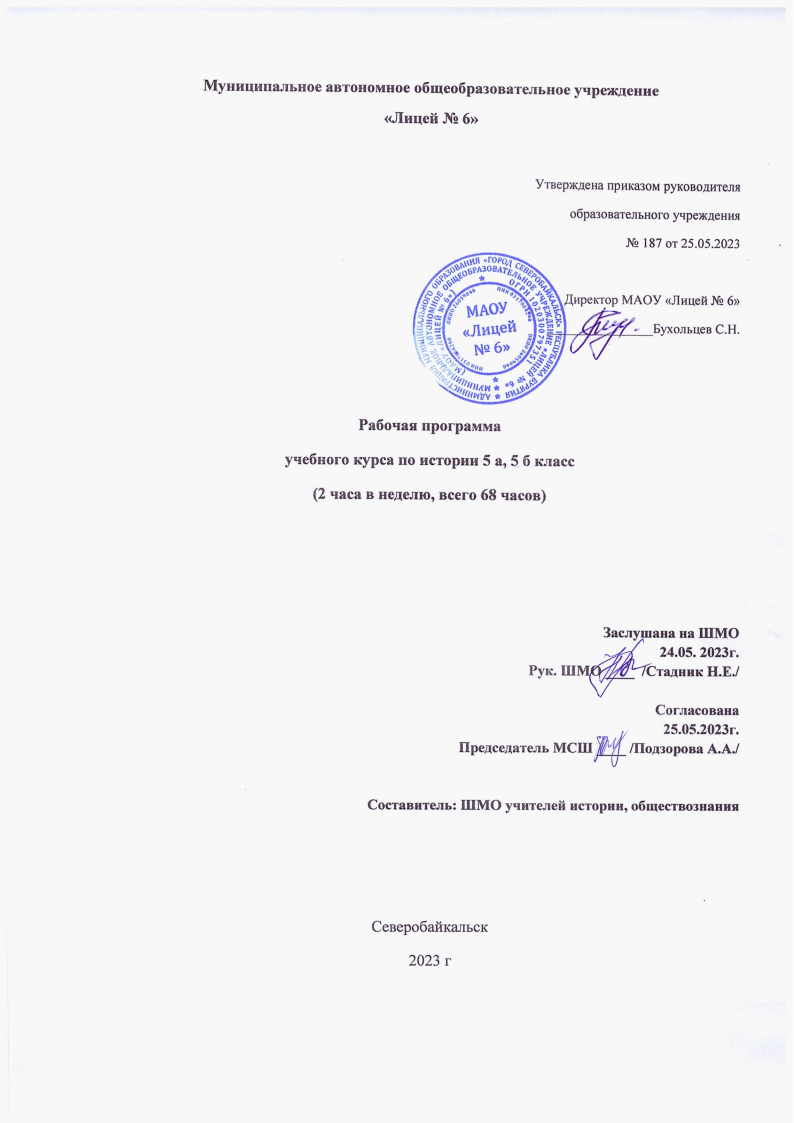 Муниципальное автономное общеобразовательное учреждение
«Лицей № 6»
Утверждена приказом руководителя
образовательного учреждения
№ 187 от 25.05.2023
Директор МАОУ «Лицей № 6»
Бухольцев С.Н.
МАОУ
«Лицей
№ 6»
Рабочая программа
учебного курса по истории 5 а, 5 б класс
(2 часа в неделю, всего 68 часов)
Заслушана на ШМО
24.05. 2023г.
Рук. ШМО ____ /Стадник Н.Е./
Согласована
25.05.2023г.
Председатель МСШ ____ /Подзорова А.А./
Составитель: ШМО учителей истории, обществознания
Северобайкальск
2023 г